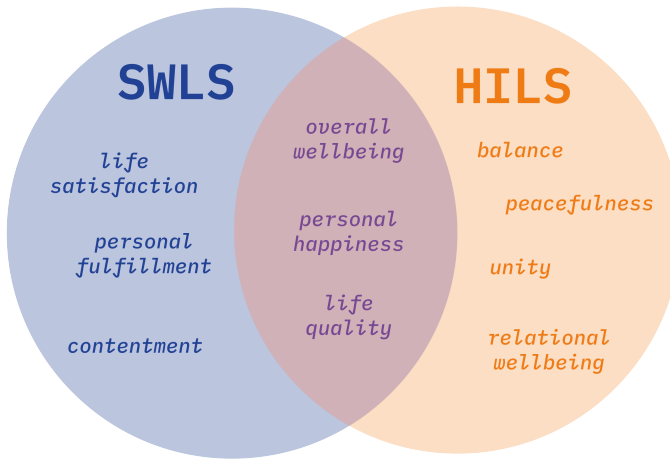 SWLS
life
satisfaction
personal
fulfillment
contentment
overall
wellbeing
personal
happiness
life
quality
HILS
balance
peacefulness
unity
relational
wellbeing